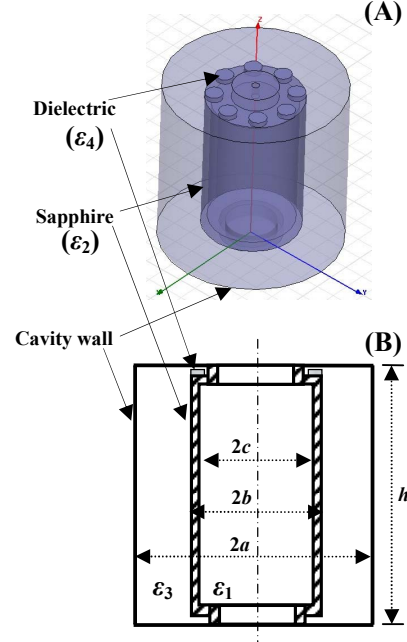 (A)
Z
Dielectric
(ε4)
Sapphire
(ε2)
Y
Cavity wall
(B)
2c
2b
h
2a
ε3
ε1